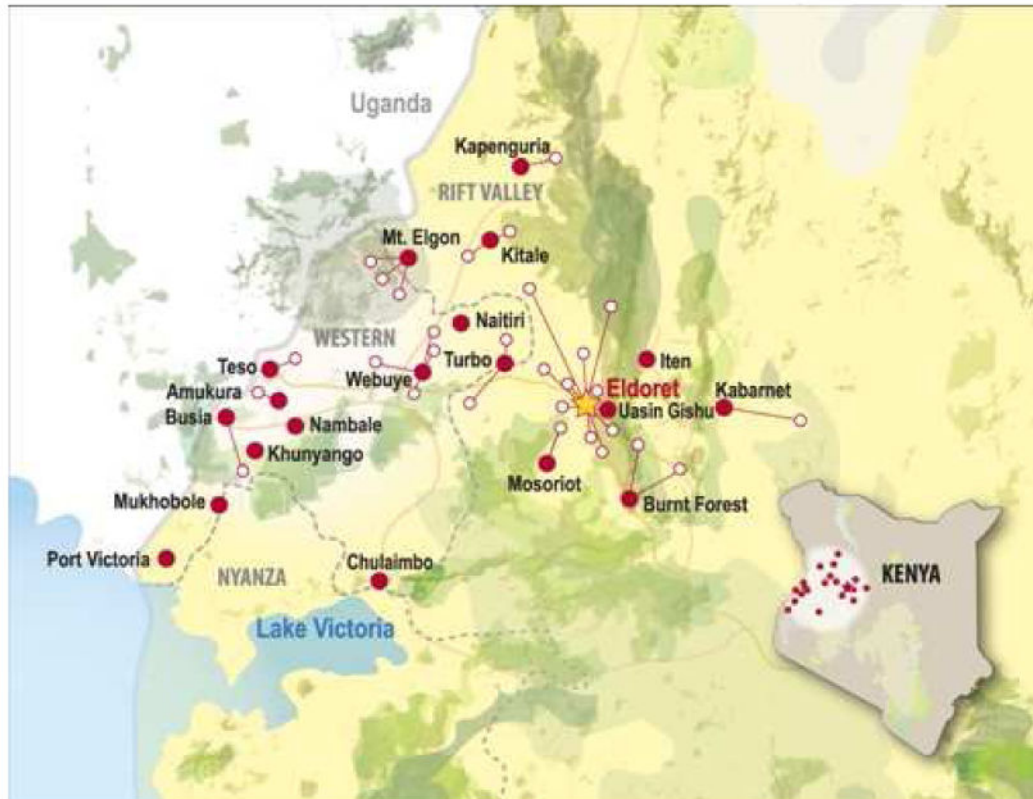 Uganda
Kapenguria
RIFT VALLEY
Mt. Elgon
Kitale
Naitiri
WESTERN
Turbo
Iten
Teso
Webuye
Eldoret
Kabarnet
Amukura
Uasin Gishu
Busia
Nambale
Khunyango
Mosoriot
Mukhobole
Burnt Forest
Port Victoria
Chulaimbo
NYANZA
KENYA
Lake Victoria